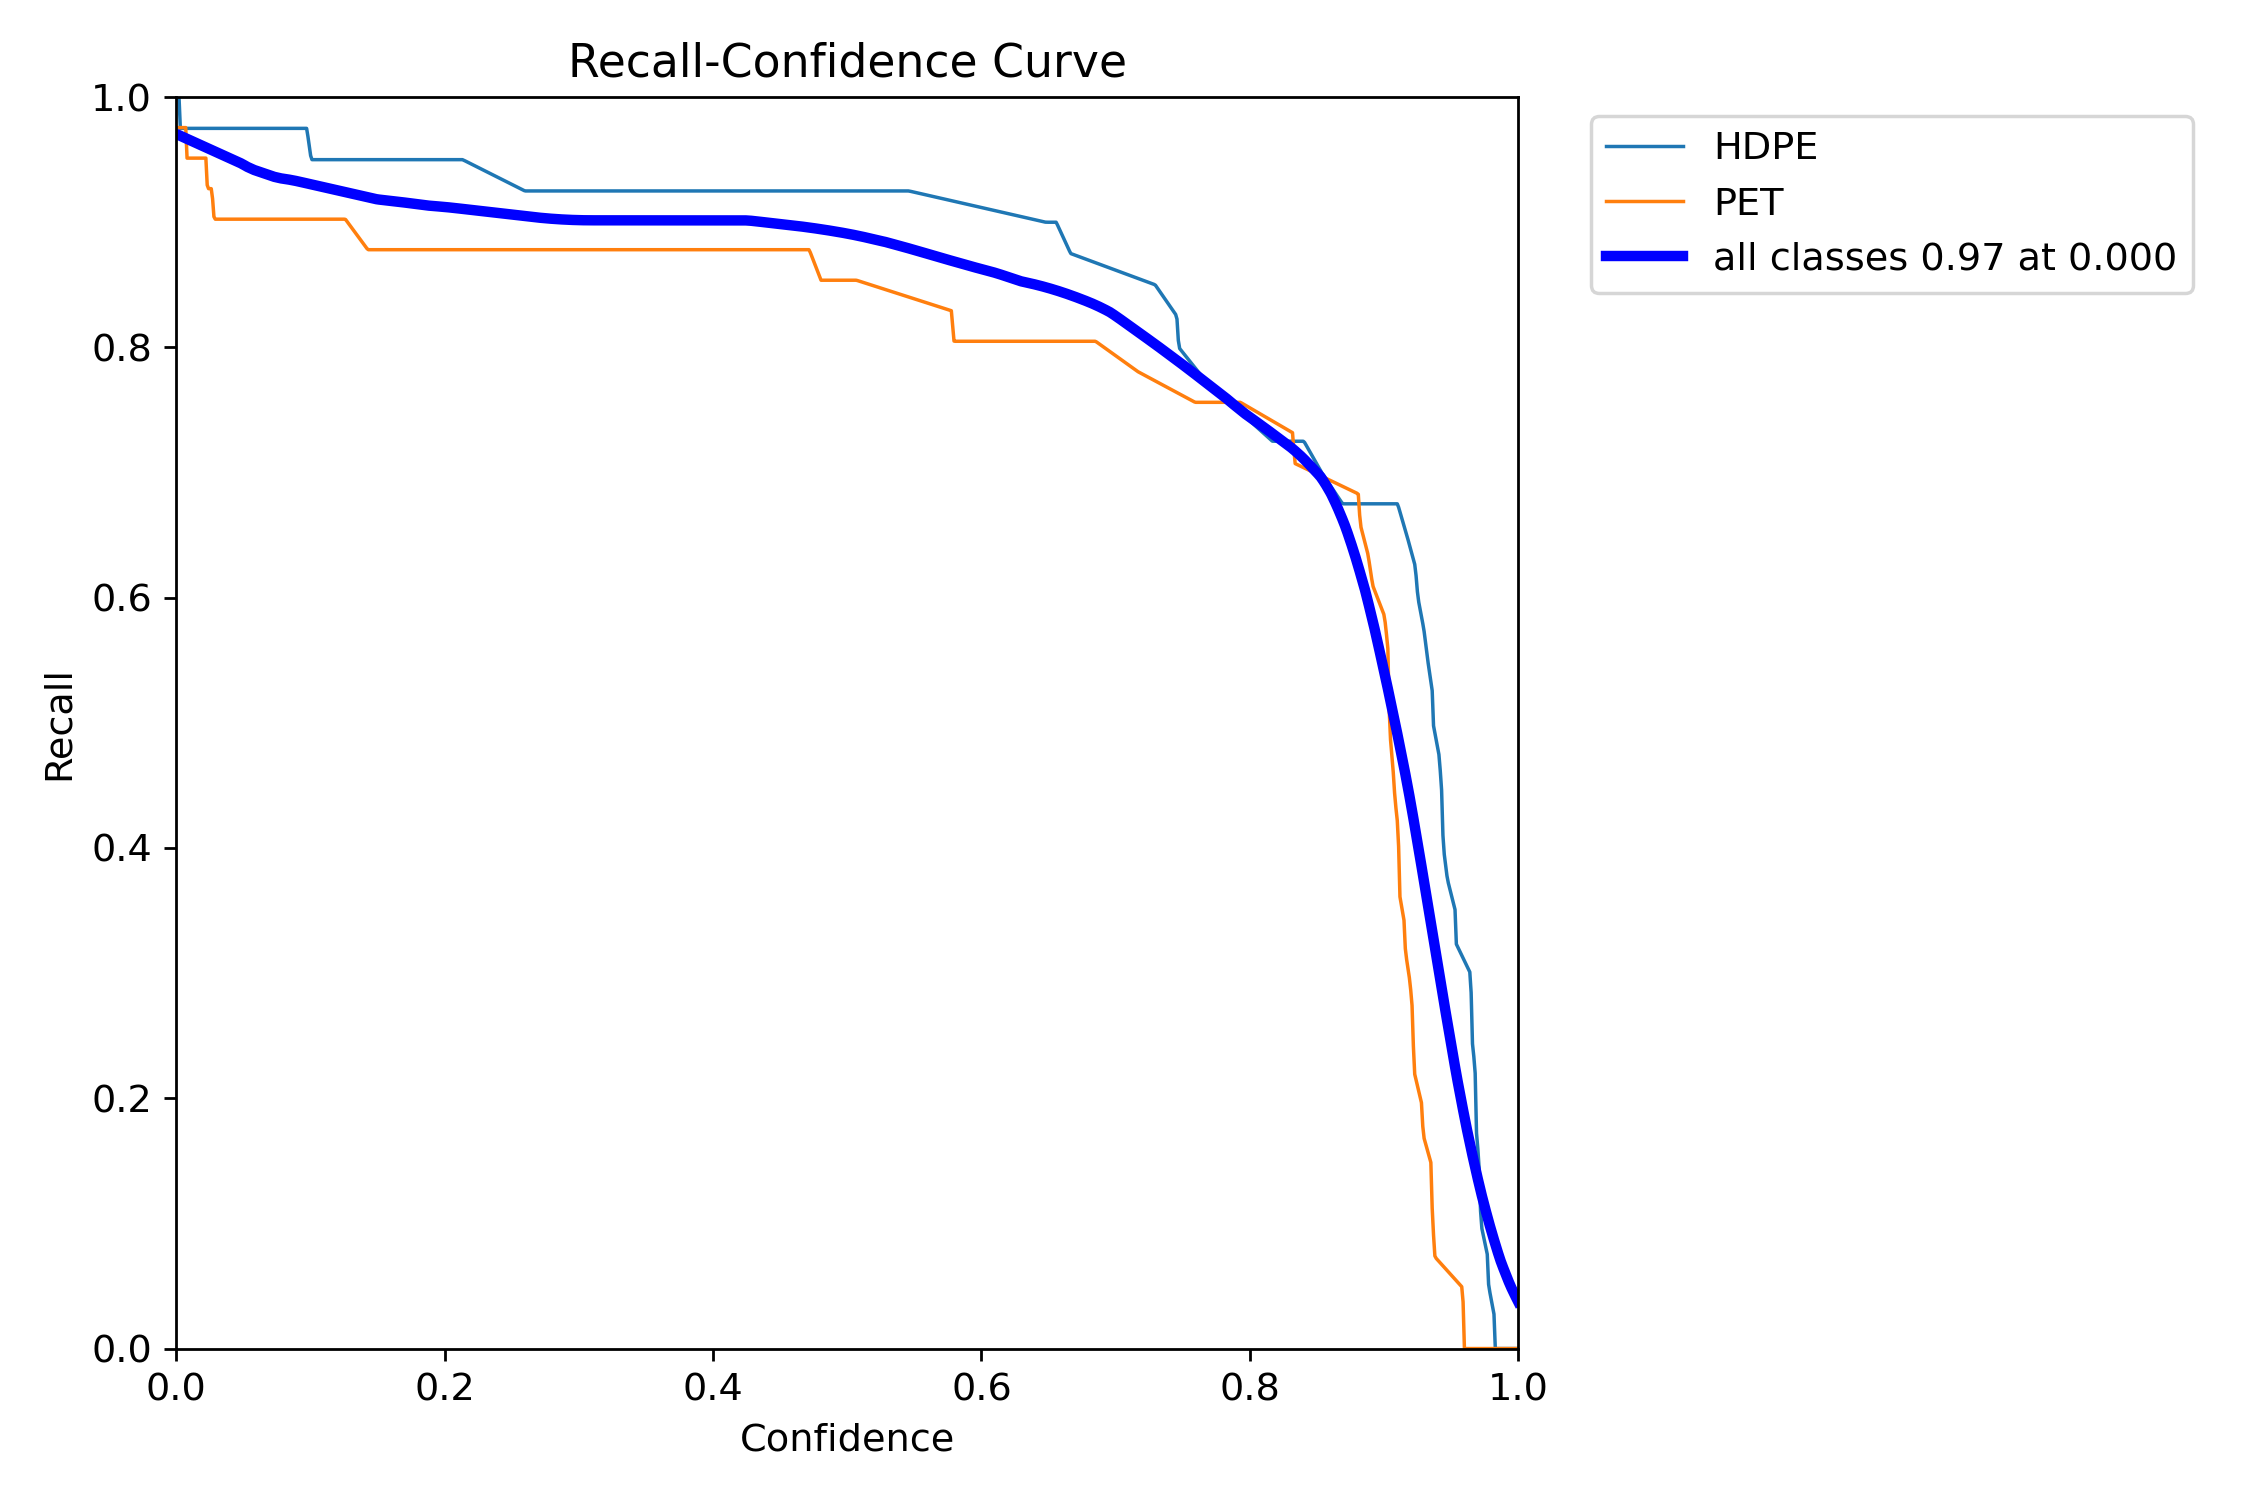 Recall-Confidence Curve
1.0
0.8
0.6
0.4
0.2
0.0
Recall
0.0 0.2 0.4 0.6 0.8 1.0
Confidence
HDPE
PET
all classes 0.97 at 0.000